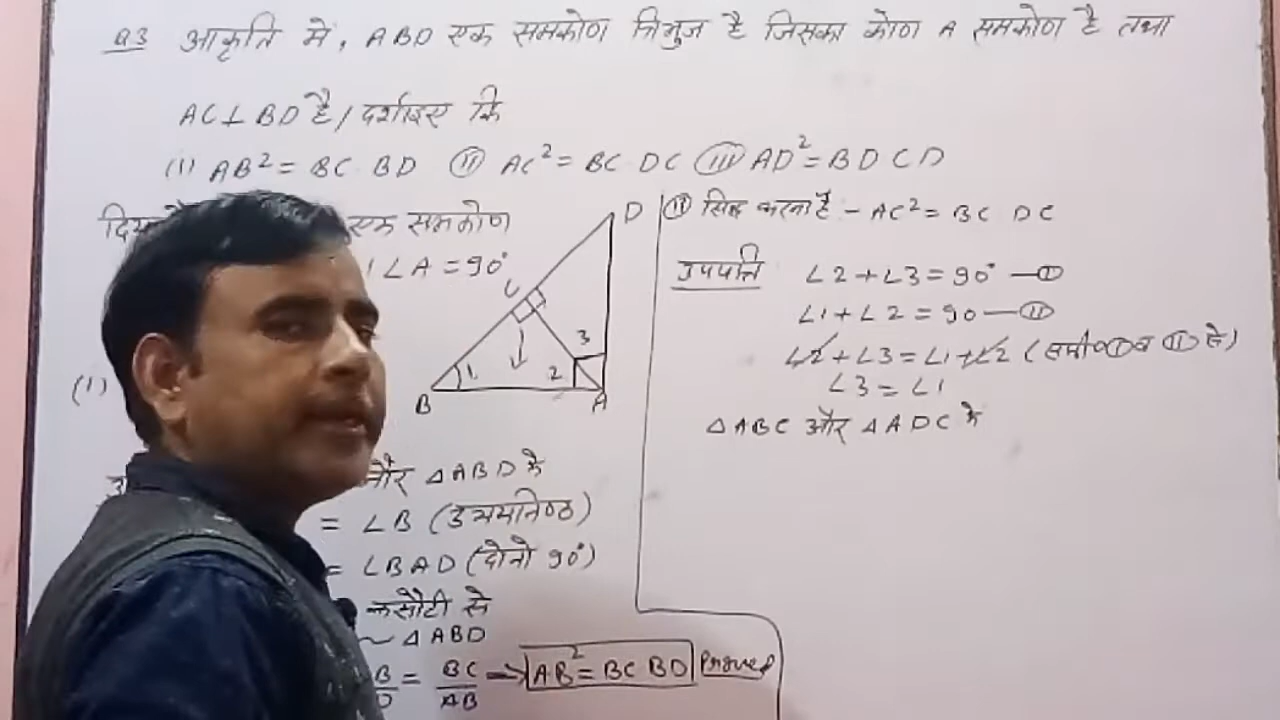 Q3 आकृति में, ABD एक समकोण त्रिभुज है जिसका कोण A समकोण है तथा
AC⊥BD है/दर्शाइए कि
(i) AB² = BC BD (ii) AC² = BC DC (iii) AD² = BD CD
एक समकोण
∠A = 90°
(1)
और △ABD में
= ∠B (उभयनिष्ठ)
= ∠BAD (दोनो 90°)
कसौटी से
~ △ABD
B/D = BC/AB ⇒ AB² = BC BD Proved
D
C
3
1
2
B
A
(ii) सिद्ध करना है - AC² = BC DC
उपपत्ति ∠2+∠3 = 90° —(i)
∠1+∠2 = 90 —(ii)
∠2+∠3 = ∠1+∠2 (समी० (i) व (ii) से)
∠3 = ∠1
△ABC और △ADC में